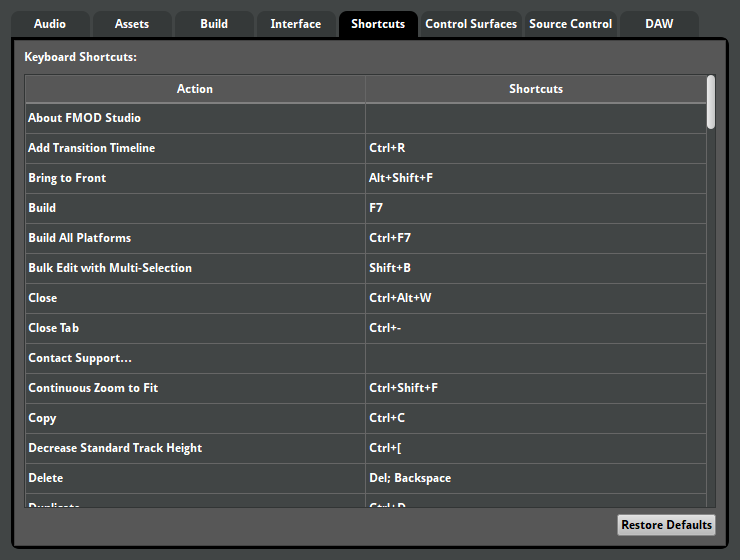 Audio Assets Build Interface Shortcuts Control Surfaces Source Control DAW
Keyboard Shortcuts:
Action Shortcuts
About FMOD Studio
Add Transition Timeline Ctrl+R
Bring to Front Alt+Shift+F
Build F7
Build All Platforms Ctrl+F7
Bulk Edit with Multi-Selection Shift+B
Close Ctrl+Alt+W
Close Tab Ctrl+-
Contact Support...
Continuous Zoom to Fit Ctrl+Shift+F
Copy Ctrl+C
Decrease Standard Track Height Ctrl+[
Delete Del; Backspace
Duplicate Ctrl+D
Restore Defaults